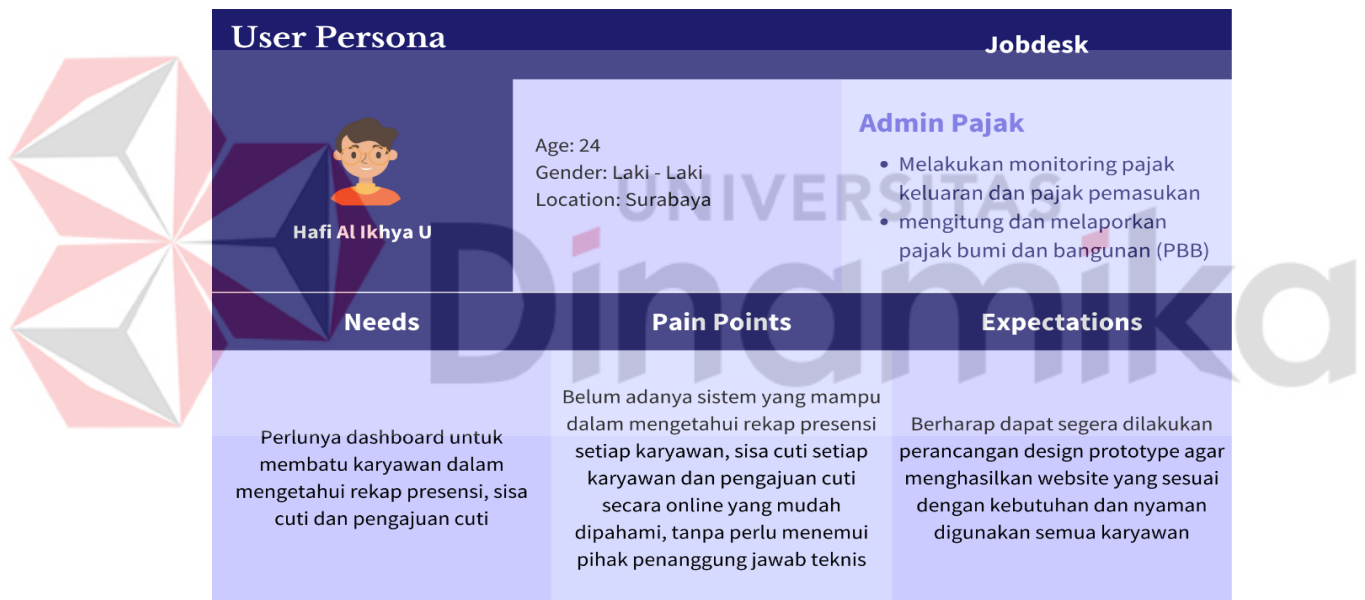 User Persona
Jobdesk
Hafi Al Ikhya U
Age: 24
Gender: Laki - Laki
Location: Surabaya
Admin Pajak
• Melakukan monitoring pajak
keluaran dan pajak pemasukan
• mengitung dan melaporkan
pajak bumi dan bangunan (PBB)
UNIVERSITAS
Dinamika
Needs
Pain Points
Expectations
Perlunya dashboard untuk
membatu karyawan dalam
mengetahui rekap presensi, sisa
cuti dan pengajuan cuti
Belum adanya sistem yang mampu
dalam mengetahui rekap presensi
setiap karyawan, sisa cuti setiap
karyawan dan pengajuan cuti
secara online yang mudah
dipahami, tanpa perlu menemui
pihak penanggung jawab teknis
Berharap dapat segera dilakukan
perancangan design prototype agar
menghasilkan website yang sesuai
dengan kebutuhan dan nyaman
digunakan semua karyawan